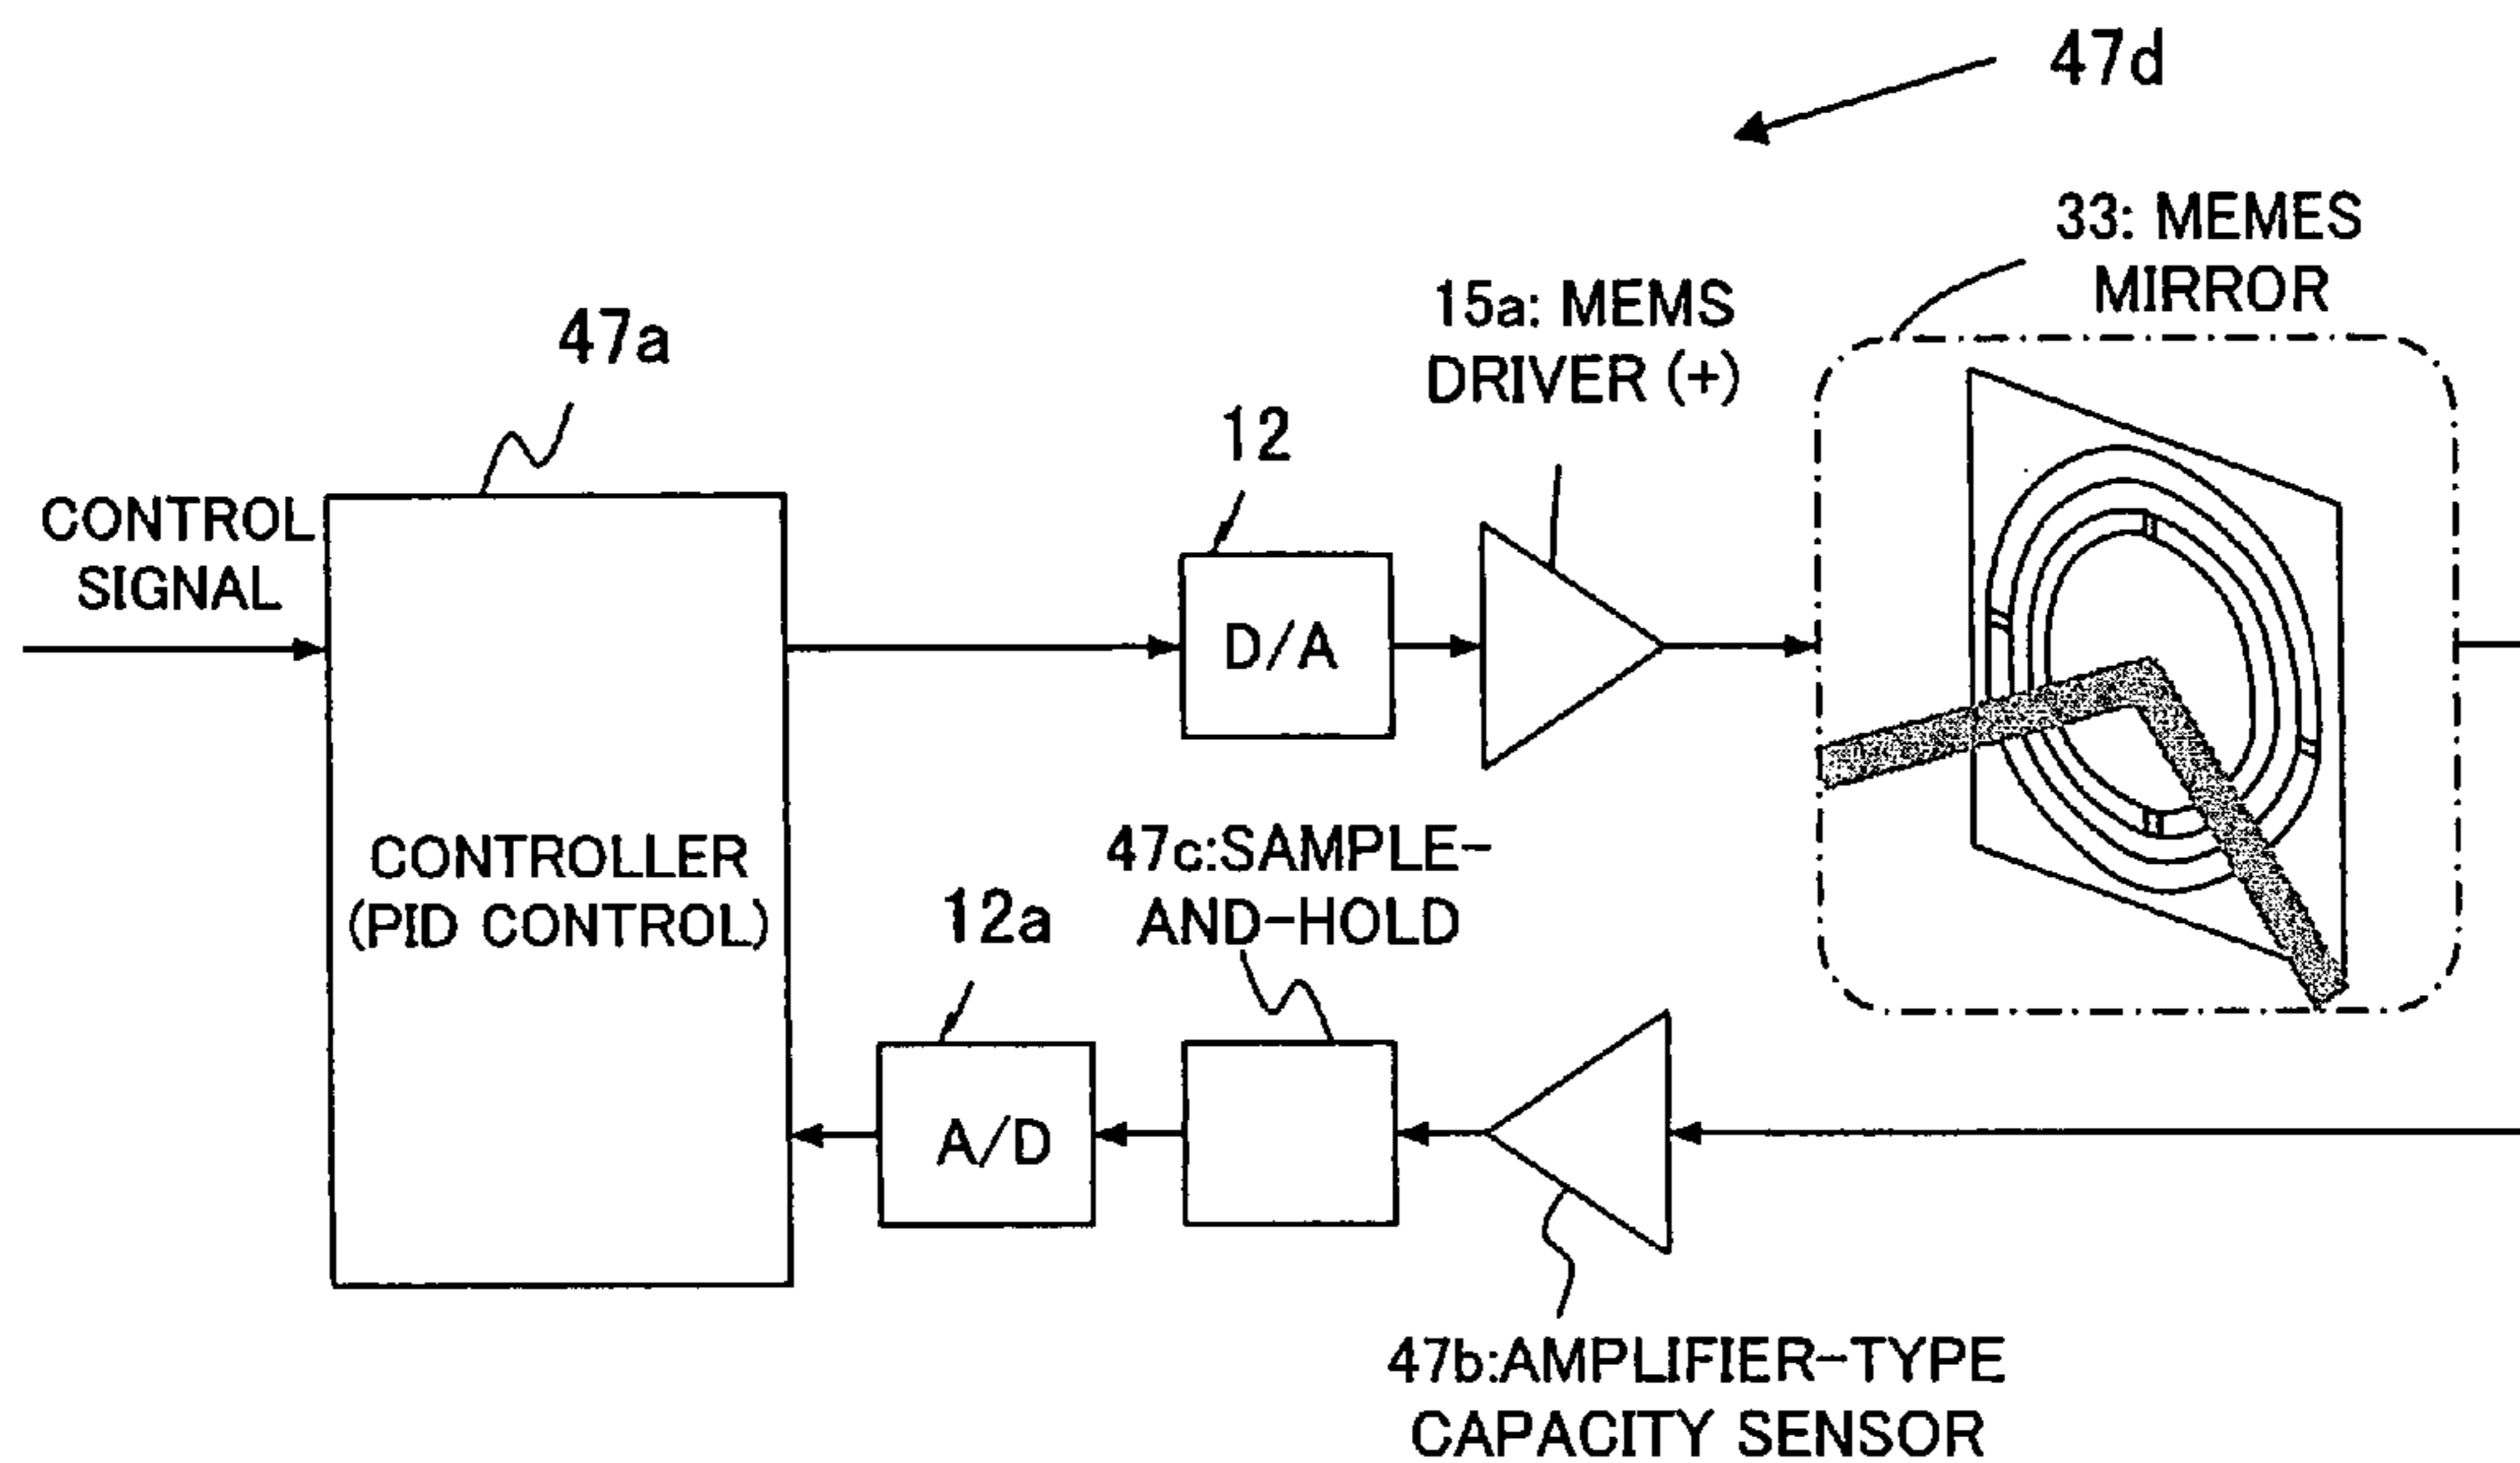 47d
33: MEMES
MIRROR
15a: MEMS
DRIVER (+)
47a
12
CONTROL
SIGNAL
D/A
CONTROLLER
(PID CONTROL)
47c:SAMPLE-
AND-HOLD
12a
A/D
47b:AMPLIFIER-TYPE
CAPACITY SENSOR